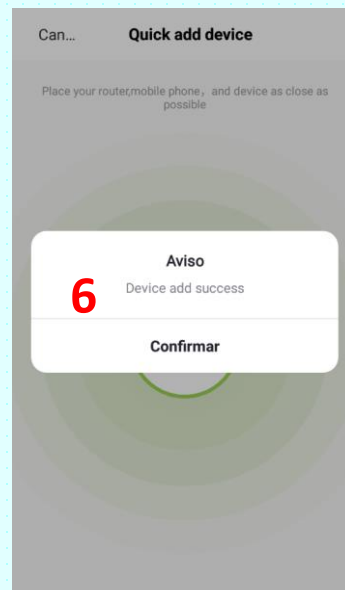 Can... Quick add device
Place your router,mobile phone，and device as close as
possible
Aviso
6
Device add success
Confirmar